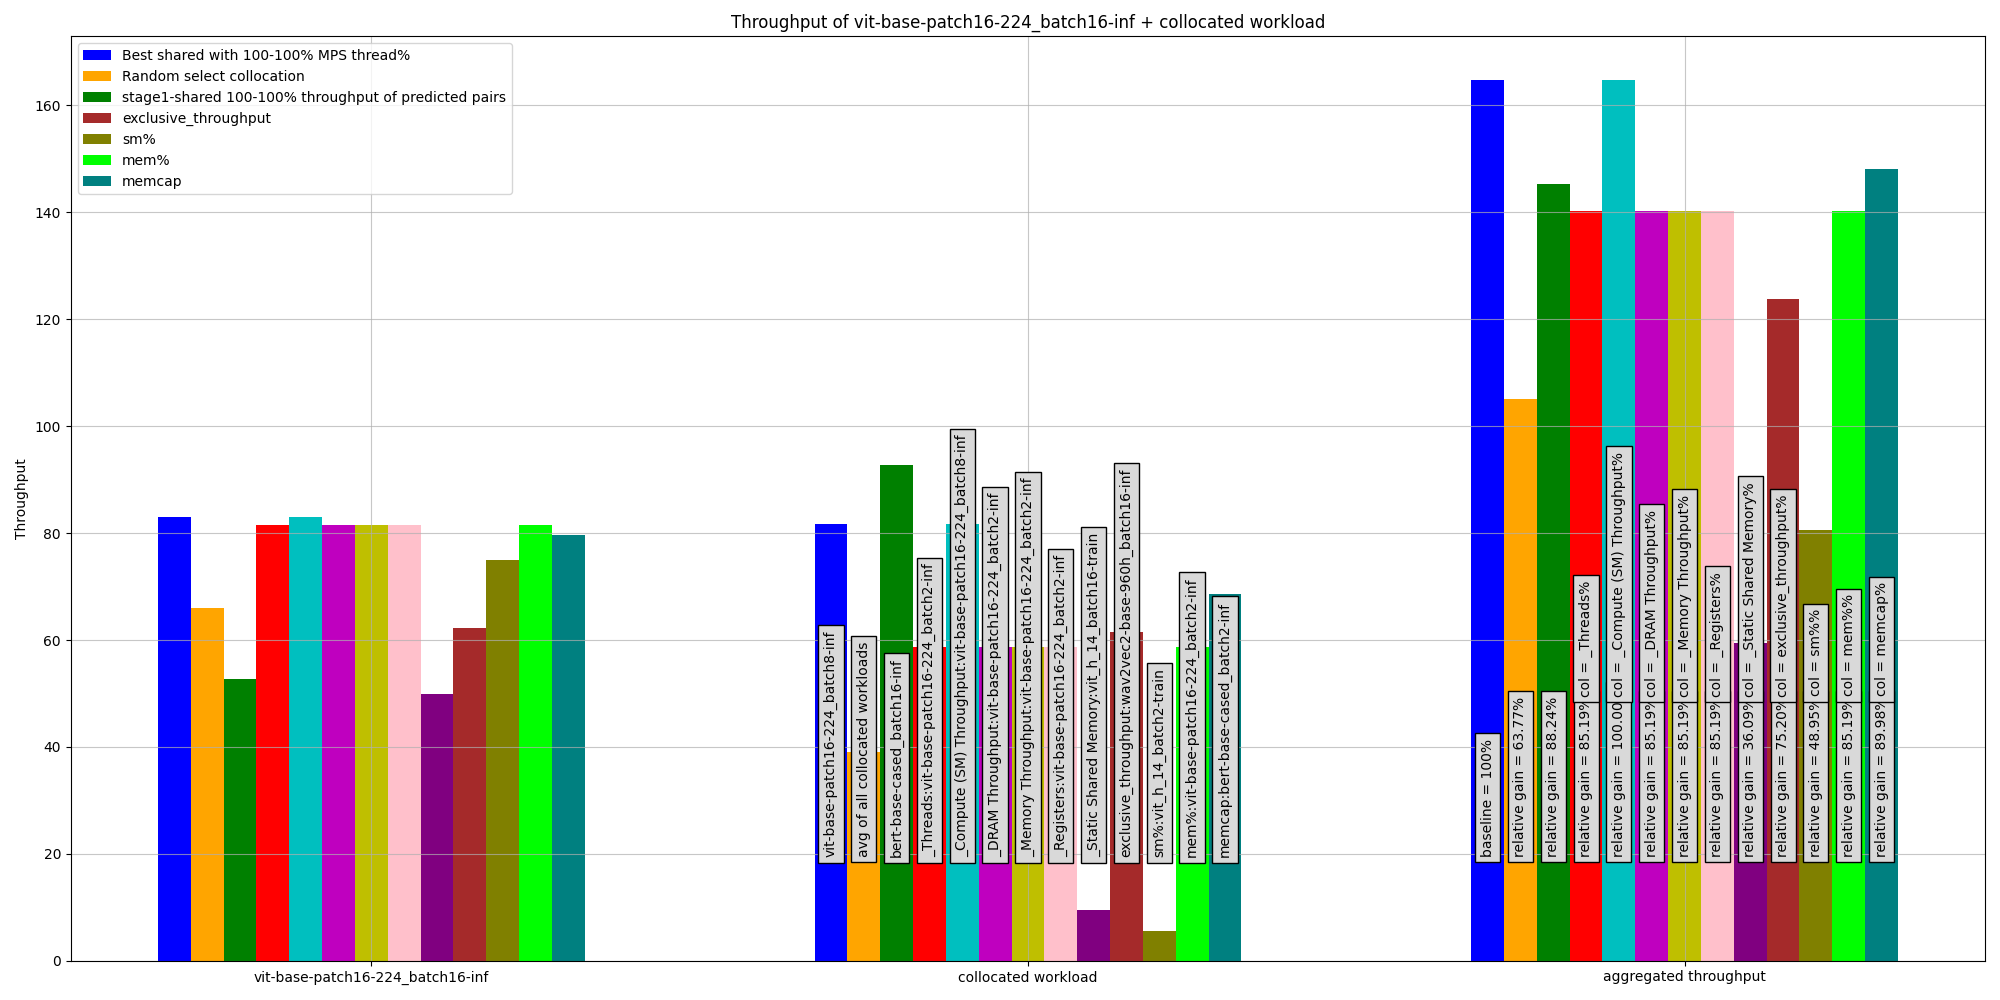 Throughput of vit-base-patch16-224_batch16-inf + collocated workload
Best shared with 100-100% MPS thread%
Random select collocation
stage1-shared 100-100% throughput of predicted pairs
exclusive_throughput
sm%
mem%
memcap
Throughput
160
140
120
100
80
60
40
20
0
vit-base-patch16-224_batch8-inf
avg of all collocated workloads
bert-base-cased_batch16-inf
_Threads:vit-base-patch16-224_batch2-inf
_Compute (SM) Throughput:vit-base-patch16-224_batch8-inf
_DRAM Throughput:vit-base-patch16-224_batch2-inf
_Memory Throughput:vit-base-patch16-224_batch2-inf
_Registers:vit-base-patch16-224_batch2-inf
_Static Shared Memory:vit_h_14_batch16-train
exclusive_throughput:wav2vec2-base-960h_batch16-inf
sm%:vit_h_14_batch2-train
mem%:vit-base-patch16-224_batch2-inf
memcap:bert-base-cased_batch2-inf
baseline = 100%
relative gain = 63.77%
relative gain = 88.24%
relative gain = 85.19%
col = _Threads%
relative gain = 100.00
col = _Compute (SM) Throughput%
relative gain = 85.19%
col = _DRAM Throughput%
relative gain = 85.19%
col = _Memory Throughput%
relative gain = 85.19%
col = _Registers%
relative gain = 36.09%
col = _Static Shared Memory%
relative gain = 75.20%
col = exclusive_throughput%
relative gain = 48.95%
col = sm%%
relative gain = 85.19%
col = mem%%
relative gain = 89.98%
col = memcap%
vit-base-patch16-224_batch16-inf
collocated workload
aggregated throughput